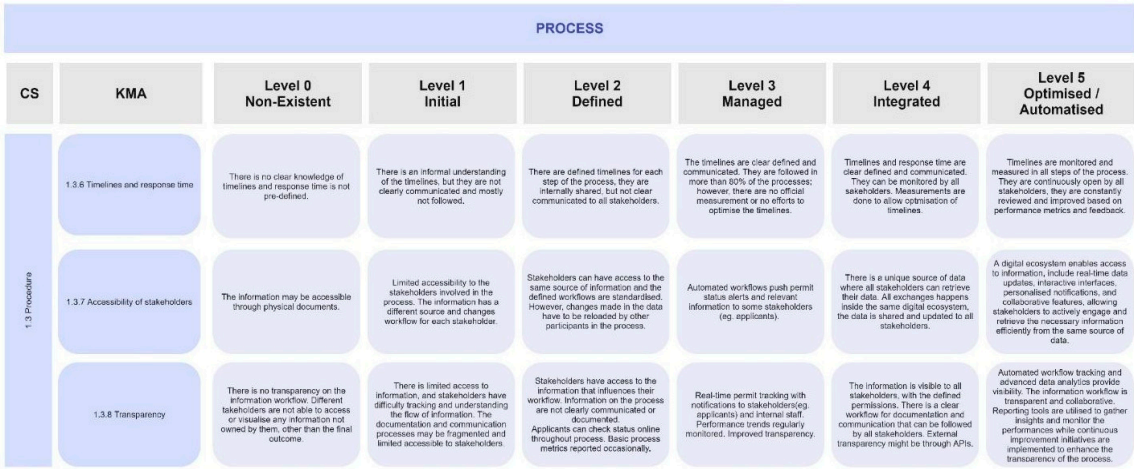 PROCESS
CS
KMA
Level 0
Non-Existent
Level 1
Initial
Level 2
Defined
Level 3
Managed
Level 4
Integrated
Level 5
Optimised /
Automatised
1.3 Procedure
1.3.6 Timelines and response time
There is no clear knowledge of
timelines and response time is not
pre-defined.
There is an informal understanding
of the timelines, but they are not
clearly communicated and mostly
not followed.
There are defined timelines for each
step of the process, they are
internally shared, but not clear
communicated to all stakeholders.
The timelines are clear defined and
communicated. They are followed in
more than 80% of the processes;
however, there are no official
measurement or no efforts to
optimise the timelines.
Timelines and response time are
clear defined and communicated.
They can be monitored by all
sakeholders. Measurements are
done to allow optmisation of
timelines.
Timelines are monitored and
measured in all steps of the process.
They are continuously open by all
stakeholders, they are constantly
reviewed and improved based on
performance metrics and feedback.
1.3.7 Accessibility of stakeholders
The information may be accessible
through physical documents.
Limited accessibility to the
stakeholders involved in the
process. The information has a
different source and changes
workflow for each stakeholder.
Stakeholders can have access to the
same source of information and the
defined workflows are standardised.
However, changes made in the data
have to be reloaded by other
participants in the process.
Automated workflows push permit
status alerts and relevant
information to some stakeholders
(eg. applicants).
There is a unique source of data
where all stakeholders can retrieve
their data. All exchanges happens
inside the same digital ecosystem,
the data is shared and updated to all
stakeholders.
A digital ecosystem enables access
to information, include real-time data
updates, interactive interfaces,
personalised notifications, and
collaborative features, allowing
stakeholders to actively engage and
retrieve the necessary information
efficiently from the same source of
data.
1.3.8 Transparency
There is no transparency on the
information workflow. Different
takeholders are not able to access
or visualise any information not
owned by them, other than the final
outcome.
There is limited access to
information, and stakeholders have
difficulty tracking and understanding
the flow of information. The
documentation and communication
processes may be fragmented and
limited accessible to stakeholders.
Stakeholders have access to the
information that influences their
workflow. Information on the process
are not clearly communicated or
documented.
Applicants can check status online
throughout process. Basic process
metrics reported occasionally.
Real-time permit tracking with
notifications to stakeholders(eg.
applicants) and internal staff.
Performance trends regularly
monitored. Improved transparency.
The information is visible to all
stakeholders, with the defined
permissions. There is a clear
workflow for documentation and
communication that can be followed
by all stakeholders. External
transparency might be through APIs.
Automated workflow tracking and
advanced data analytics provide
visibility. The information workflow is
transparent and collaborative.
Reporting tools are utilised to gather
insights and monitor the
performances while continuous
improvement initiatives are
implemented to enhance the
transparency of the process.